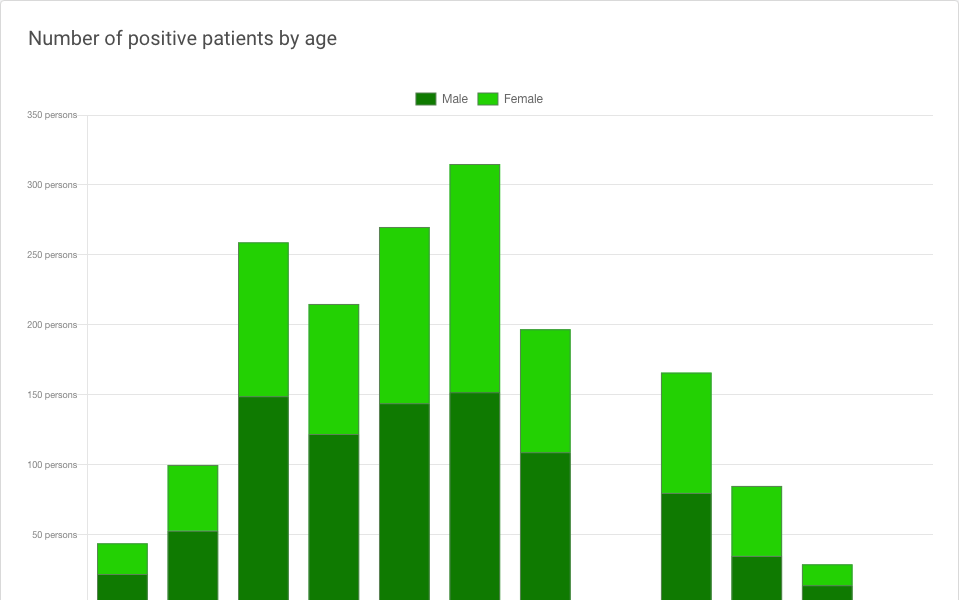 Number of positive patients by age
Male Female
350 persons
300 persons
250 persons
200 persons
150 persons
100 persons
50 persons